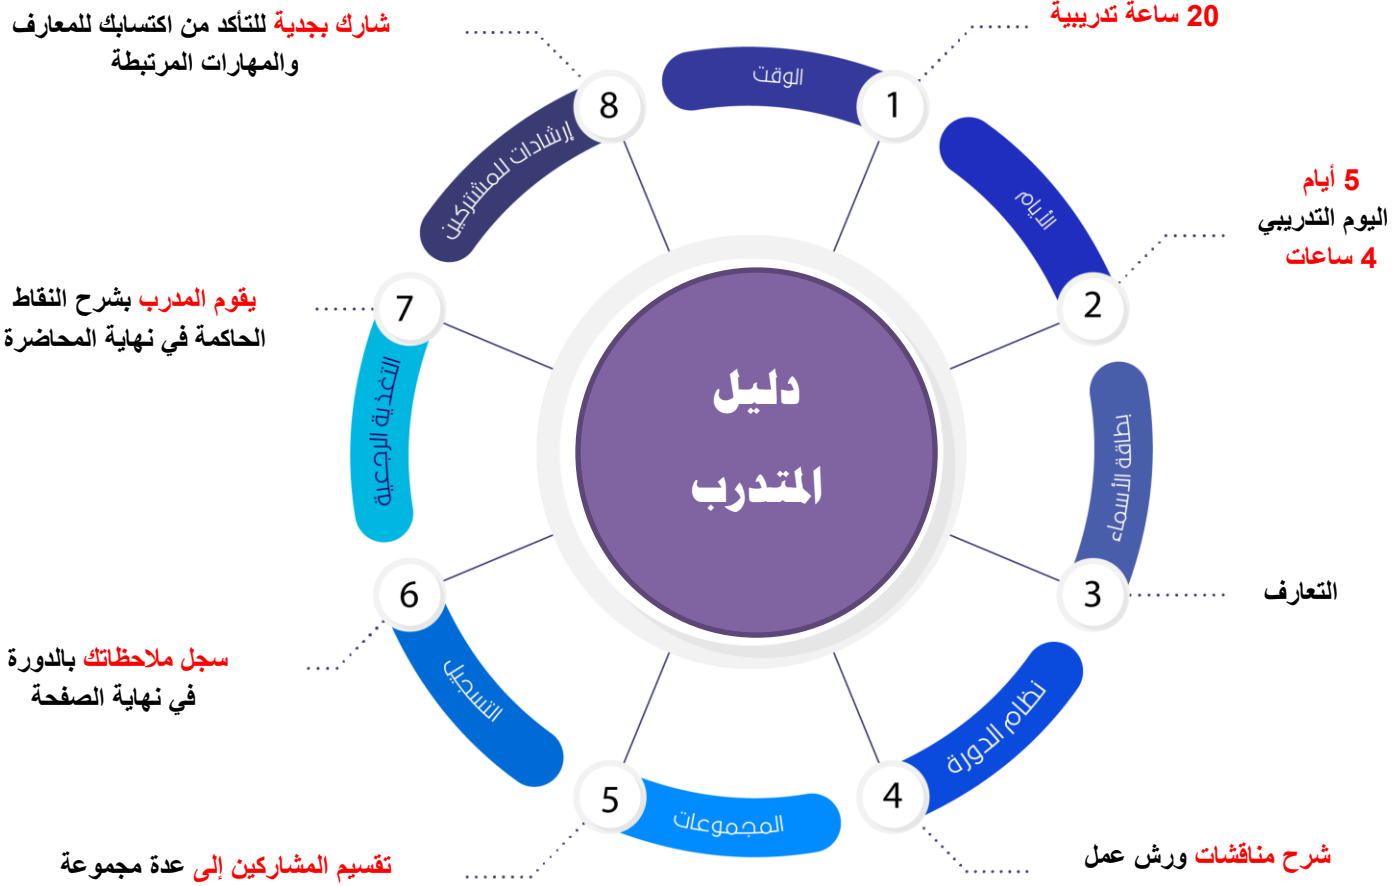 دليل
المتدرب
1
الوقت
20 ساعة تدريبية
2
الأيام
5 أيام
اليوم التدريبي
4 ساعات
3
بطاقة الأسماء
التعارف
4
نظام الدورة
شرح مناقشات ورش عمل
5
المجموعات
تقسيم المشاركين إلى عدة مجموعة
6
التسجيل
سجل ملاحظاتك بالدورة
في نهاية الصفحة
7
التغذية الرجعية
يقوم المدرب بشرح النقاط
الحاكمة في نهاية المحاضرة
8
إرشادات للمشتركين
شارك بجدية للتأكد من اكتسابك للمعارف
والمهارات المرتبطة